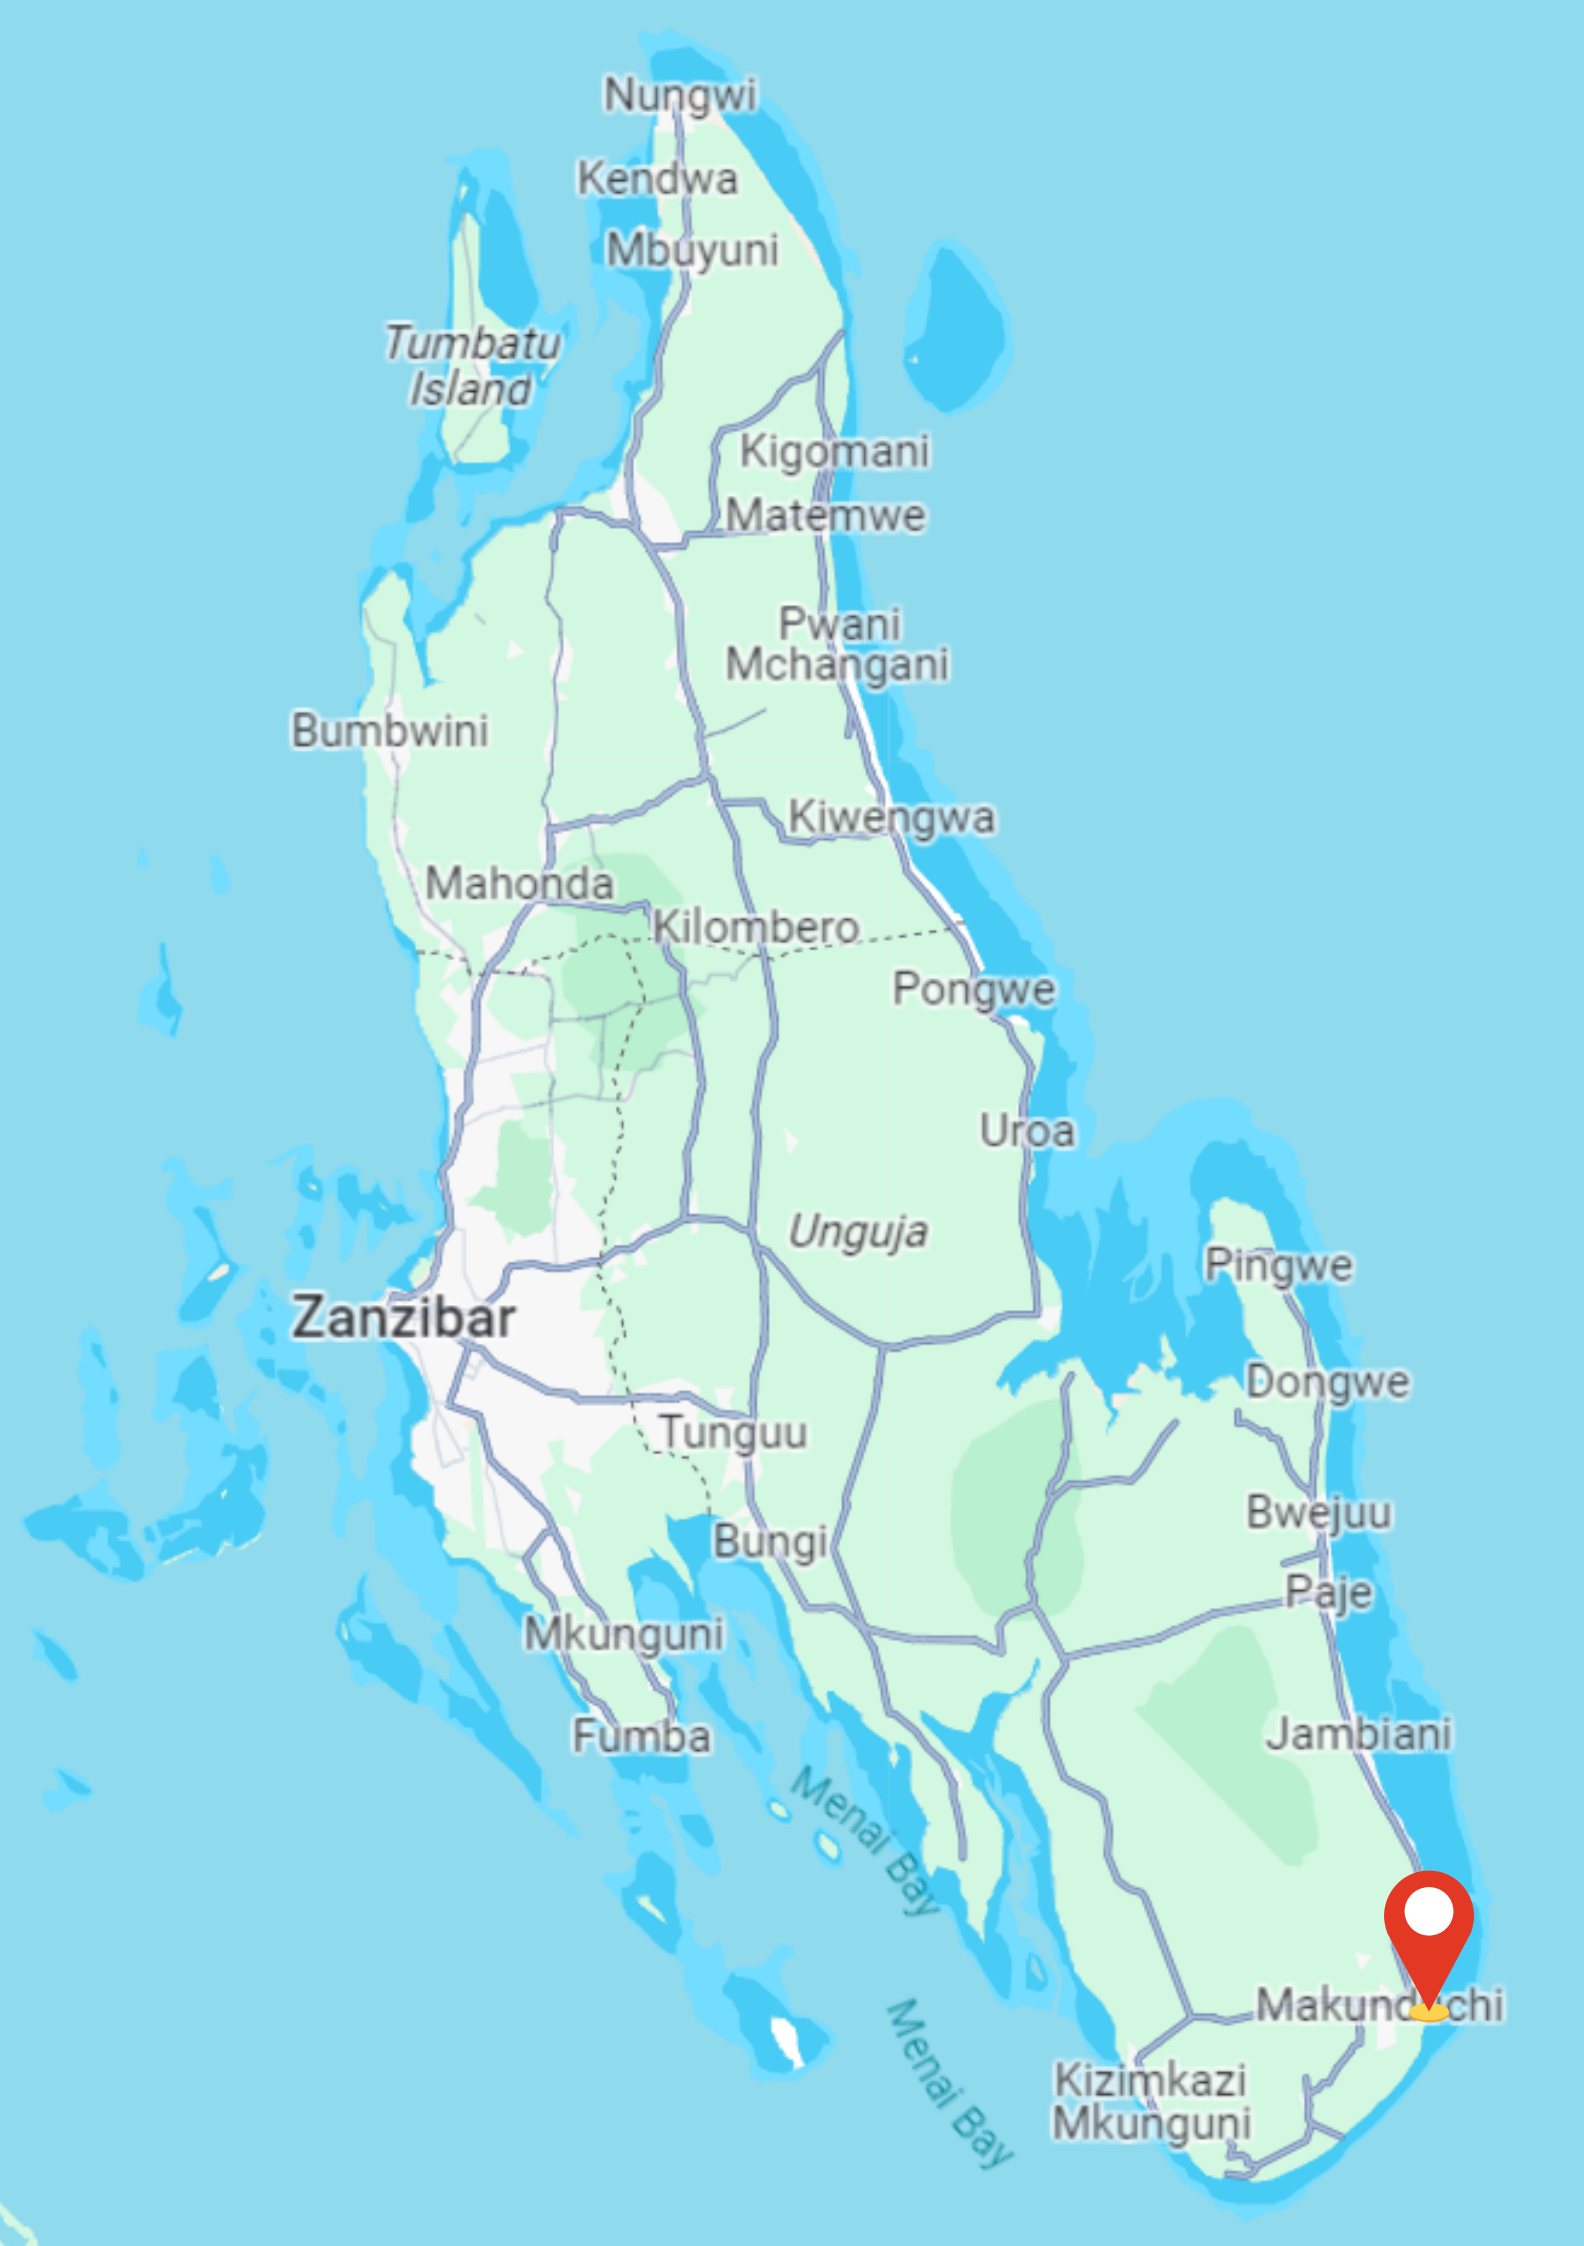 Nungwi
Kendwa
Mbuyuni
Tumbatu
Island
Kigomani
Matemwe
Pwani
Mchangani
Bumbwini
Kiwengwa
Mahonda
Kilombero
Pongwe
Uroa
Unguja
Pingwe
Zanzibar
Dongwe
Tunguu
Bwejuu
Bungi
Paje
Mkunguni
Jambiani
Fumba
Menai Bay
Makunduchi
Menai Bay
Kizimkazi
Mkunguni